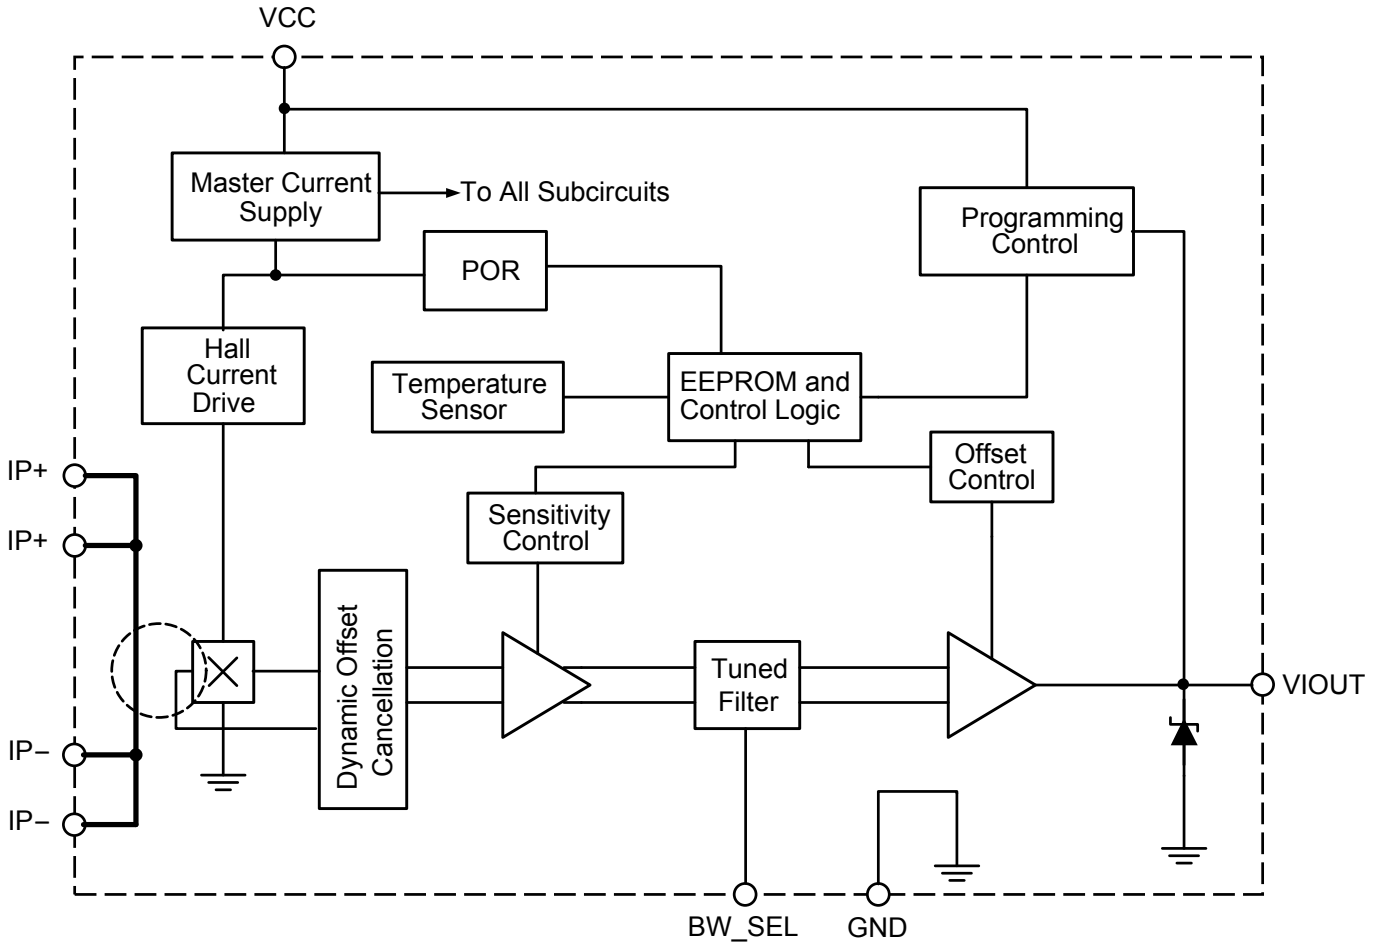 VCC
Master Current
Supply
To All Subcircuits
Programming
Control
POR
Hall
Current
Drive
Temperature
Sensor
EEPROM and
Control Logic
Offset
Control
IP+
IP+
Sensitivity
Control
Dynamic Offset
Cancellation
Tuned
Filter
VIOUT
IP−
IP−
BW_SEL
GND